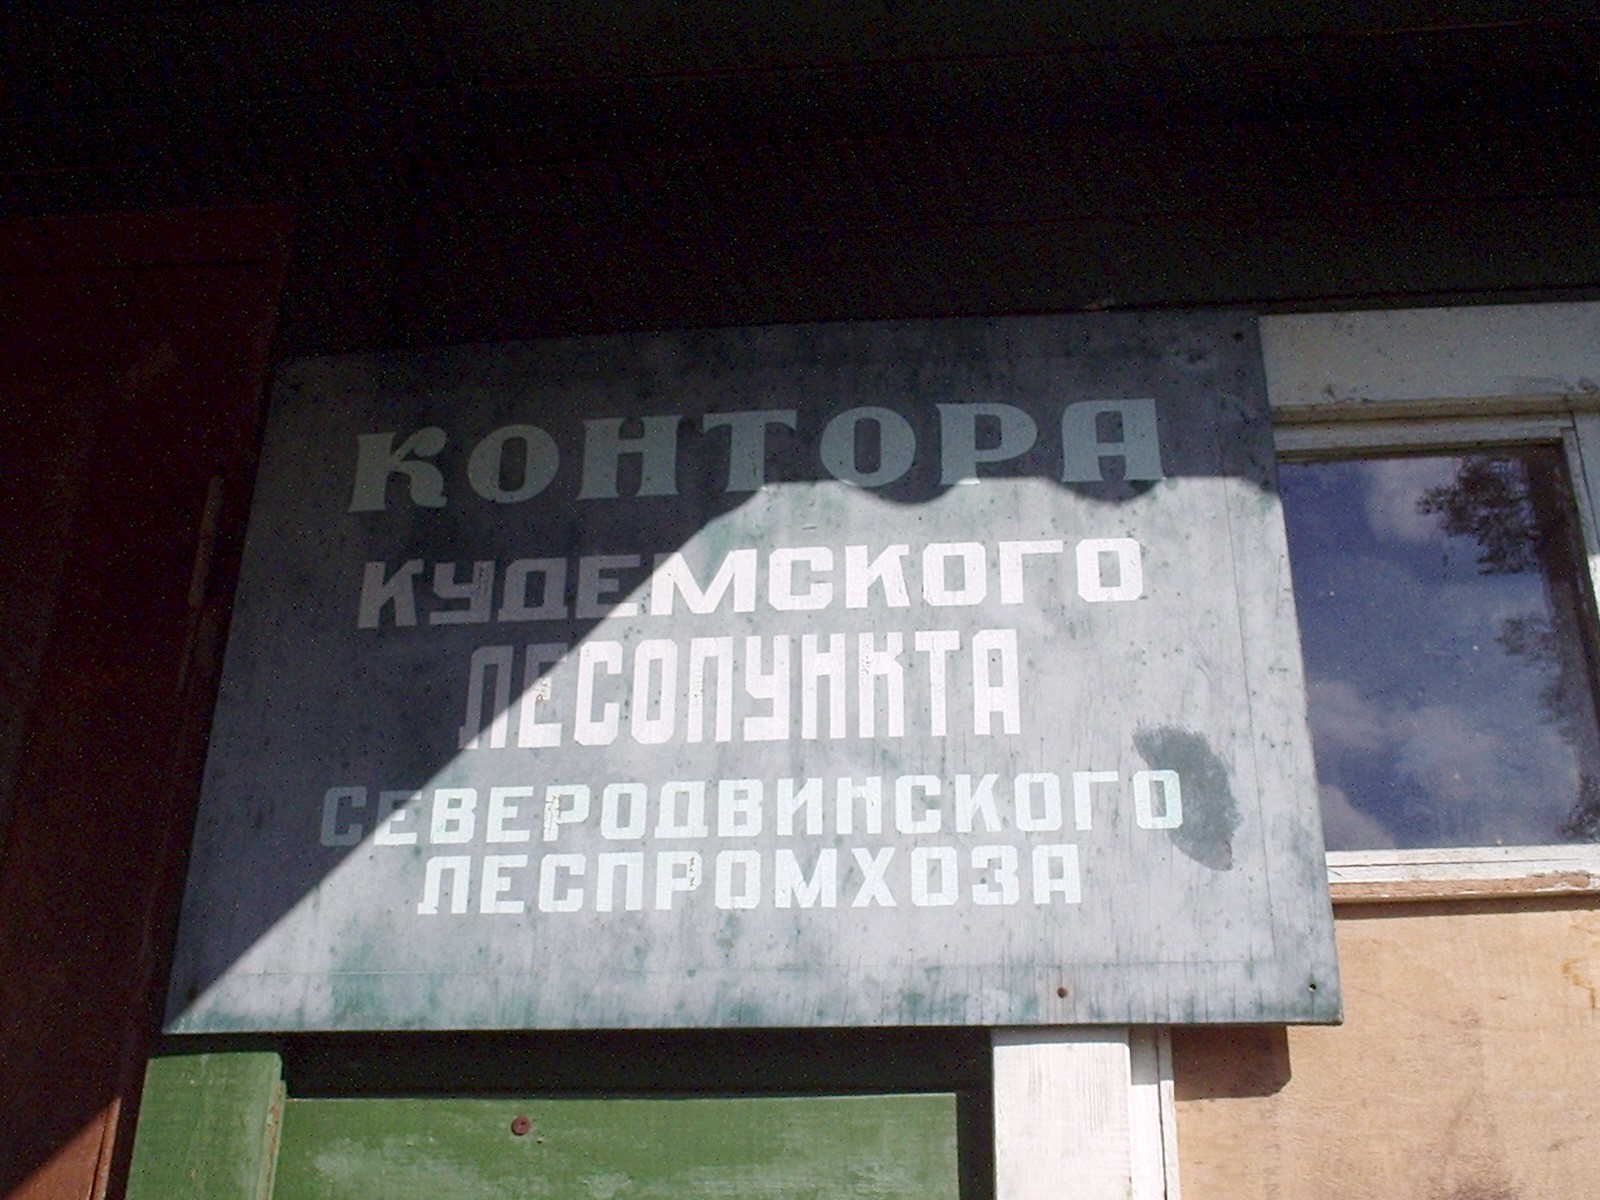 КОНТОРА
КУДЕМСКОГО
ЛЕСОПУНКТА
СЕВЕРОДВИНСКОГО
ЛЕСПРОМХОЗА